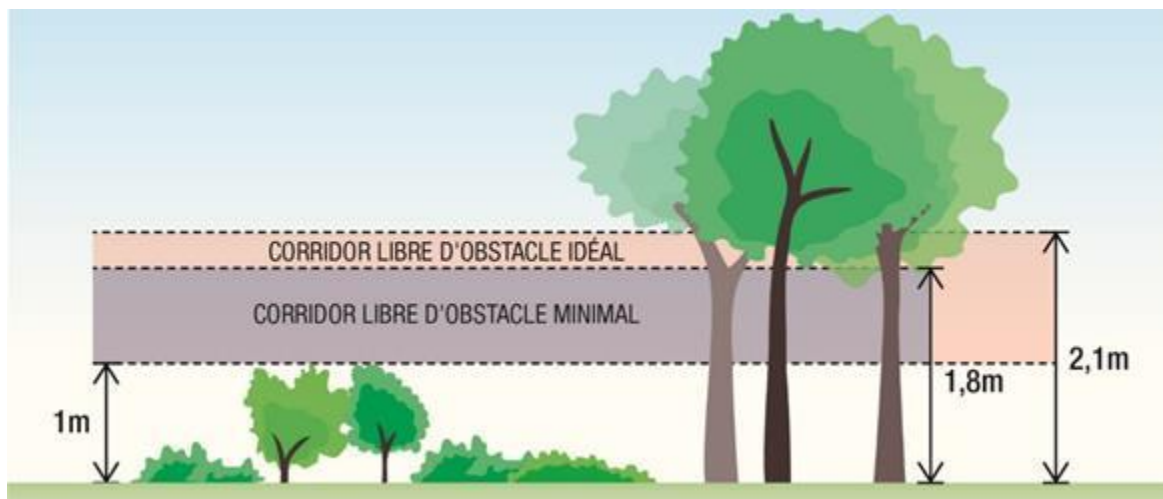 CORRIDOR LIBRE D'OBSTACLE IDÉAL
CORRIDOR LIBRE D'OBSTACLE MINIMAL
1m
1,8m
2,1m